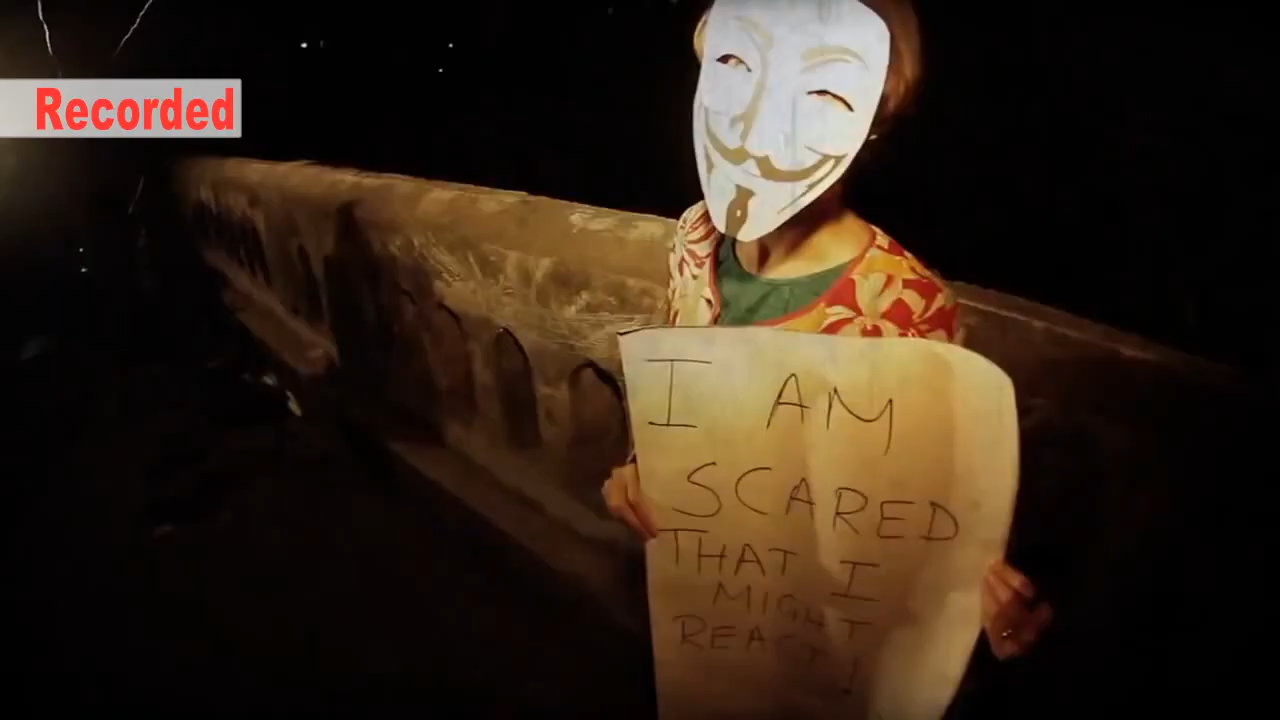 Recorded
I AM
SCARED
THAT I
MIGHT
REACT!